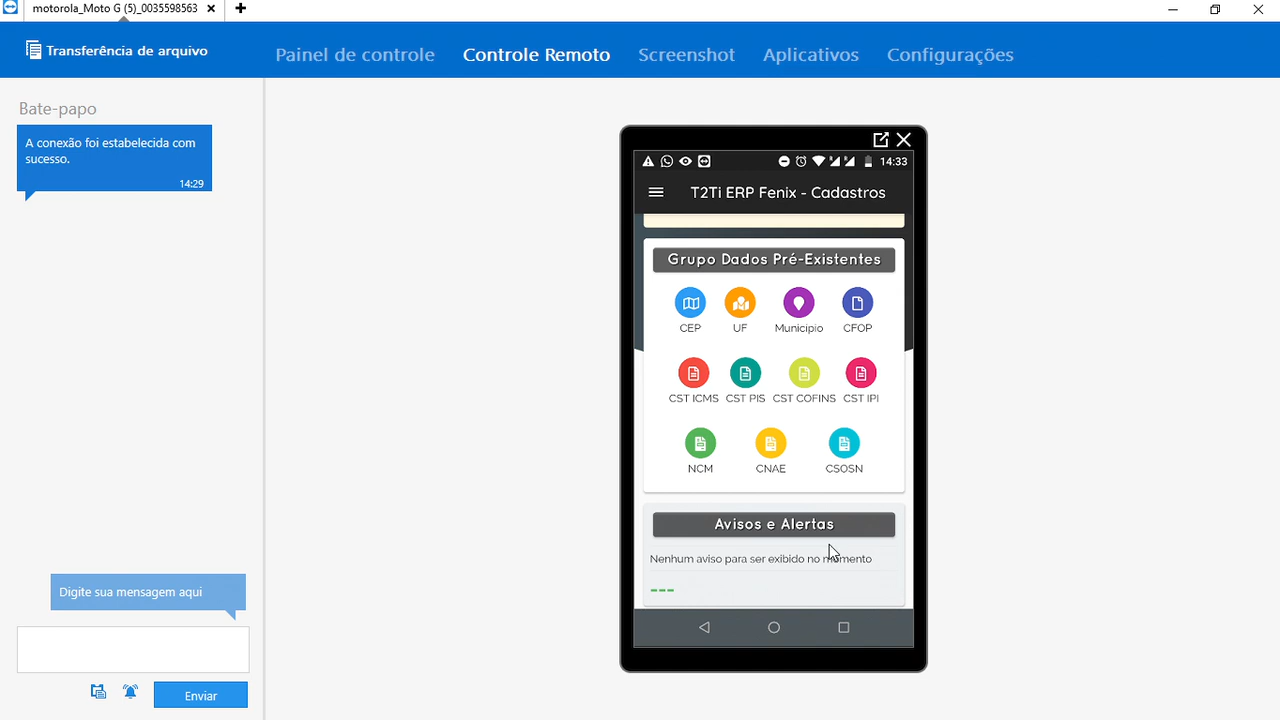 motorola_Moto G (5)_0035598563
Transferência de arquivo
Painel de controle
Controle Remoto
Screenshot
Aplicativos
Configurações
Bate-papo
A conexão foi estabelecida com
sucesso.
14:29
14:33
T2Ti ERP Fenix - Cadastros
Grupo Dados Pré-Existentes
CEP
UF
Municipio
CFOP
CST ICMS
CST PIS
CST COFINS
CST IPI
NCM
CNAE
CSOSN
Avisos e Alertas
Nenhum aviso para ser exibido no momento
---
Digite sua mensagem aqui
Enviar